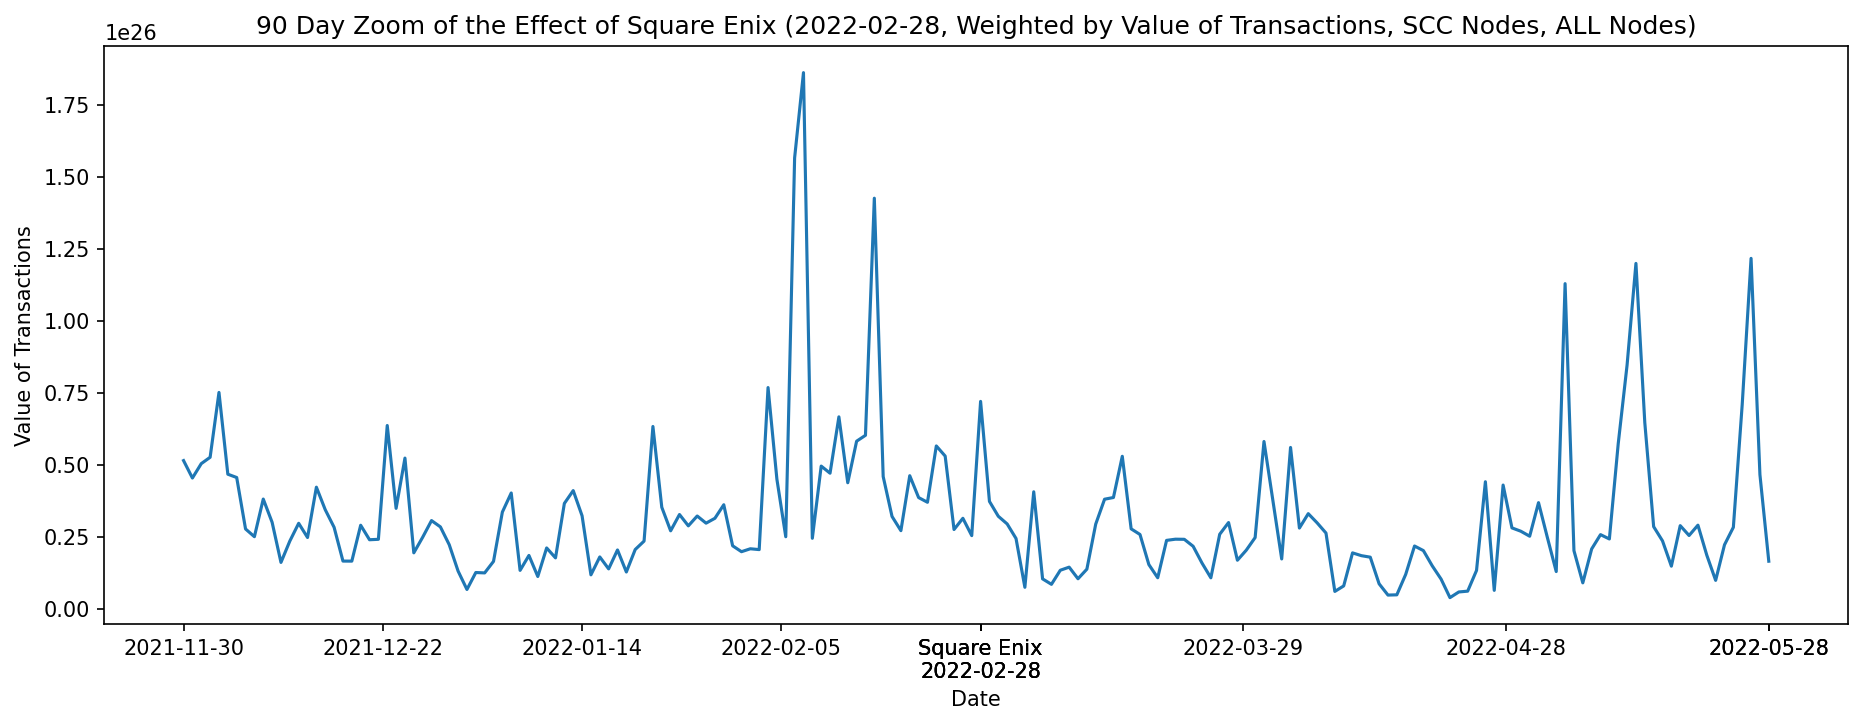 90 Day Zoom of the Effect of Square Enix (2022-02-28, Weighted by Value of Transactions, SCC Nodes, ALL Nodes)
1e26
1.75
1.50
1.25
1.00
0.75
0.50
0.25
0.00
Value of Transactions
2021-11-30 2021-12-22 2022-01-14 2022-02-05 Square Enix 2022-03-29 2022-04-28 2022-05-28
2022-02-28
Date